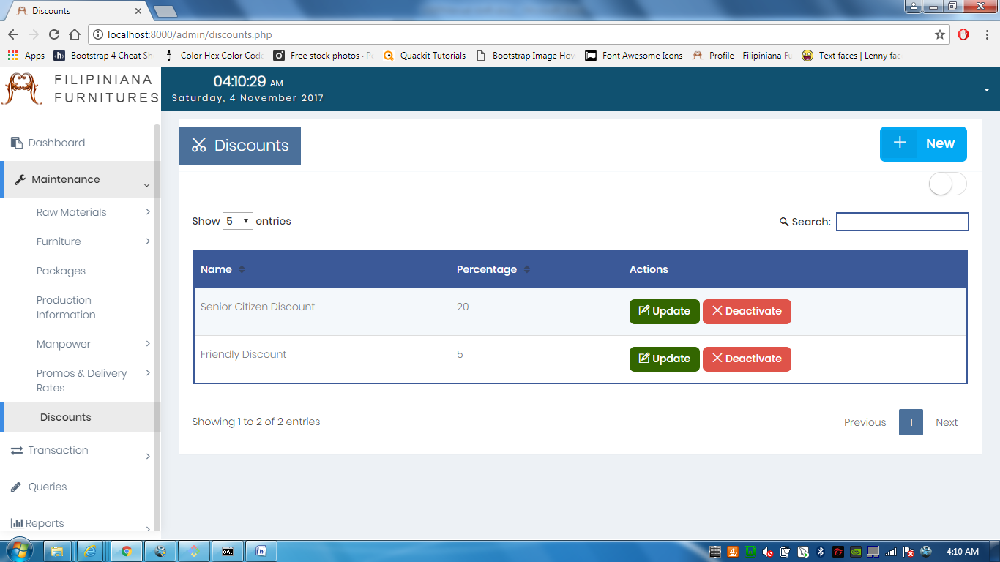 Discounts
localhost:8000/admin/discounts.php
Apps Bootstrap 4 Cheat Sh Color Hex Color Code Free stock photos · Pe Quackit Tutorials Bootstrap Image Hov Font Awesome Icons Profile - Filipiniana Fu Text faces | Lenny fac
FILIPINIANA
FURNITURES
04:10:29 AM
Saturday, 4 November 2017
Dashboard
Maintenance
Raw Materials
Furniture
Packages
Production
Information
Manpower
Promos & Delivery
Rates
Discounts
Transaction
Queries
Reports
Discounts
New
Show 5 entries
Search:
Name Percentage Actions
Senior Citizen Discount 20 Update Deactivate
Friendly Discount 5 Update Deactivate
Showing 1 to 2 of 2 entries
Previous 1 Next
4:10 AM